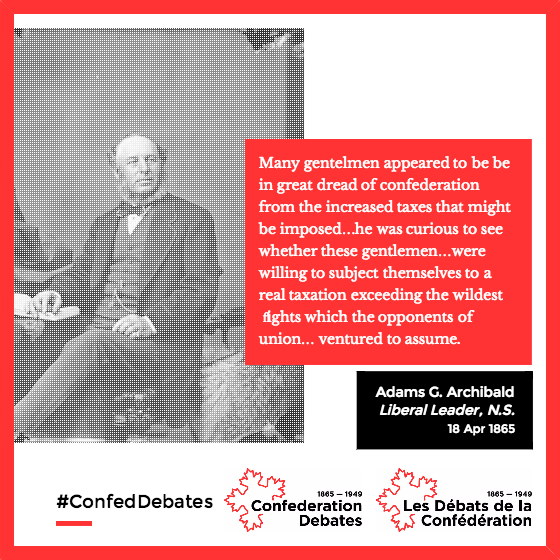 Many gentelmen appeared to be be
in great dread of confederation
from the increased taxes that might
be imposed...he was curious to see
whether these gentlemen...were
willing to subject themselves to a
real taxation exceeding the wildest
flights which the opponents of
union... ventured to assume.
Adams G. Archibald
Liberal Leader, N.S.
18 Apr 1865
#ConfedDebates
1865 — 1949
Confederation
Debates
1865 — 1949
Les Débats de la
Confédération